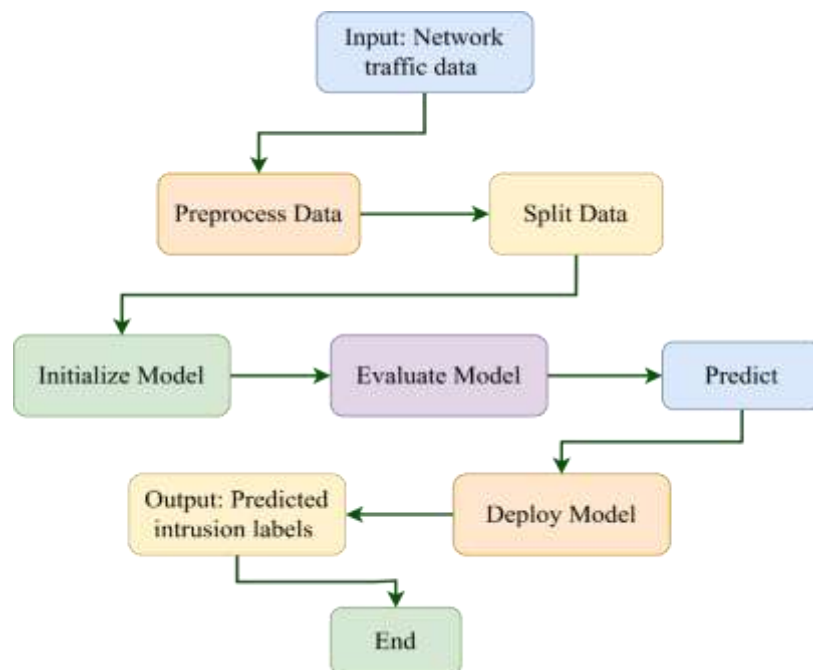 Input: Network
traffic data
Preprocess Data
Split Data
Initialize Model
Evaluate Model
Predict
Output: Predicted
intrusion labels
Deploy Model
End